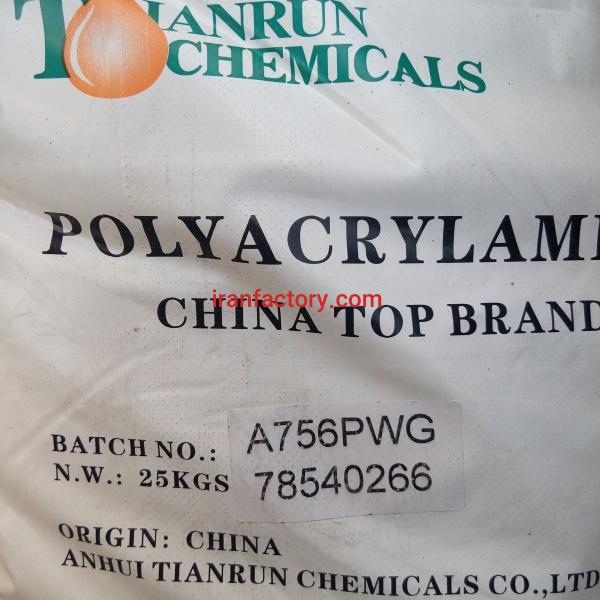 TIANRUN
CHEMICALS
POLYACRYLAMI
iranfactory.com
CHINA TOP BRAND
BATCH NO.: A756PWG
N.W.: 25KGS 78540266
ORIGIN: CHINA
ANHUI TIANRUN CHEMICALS CO.,LTD